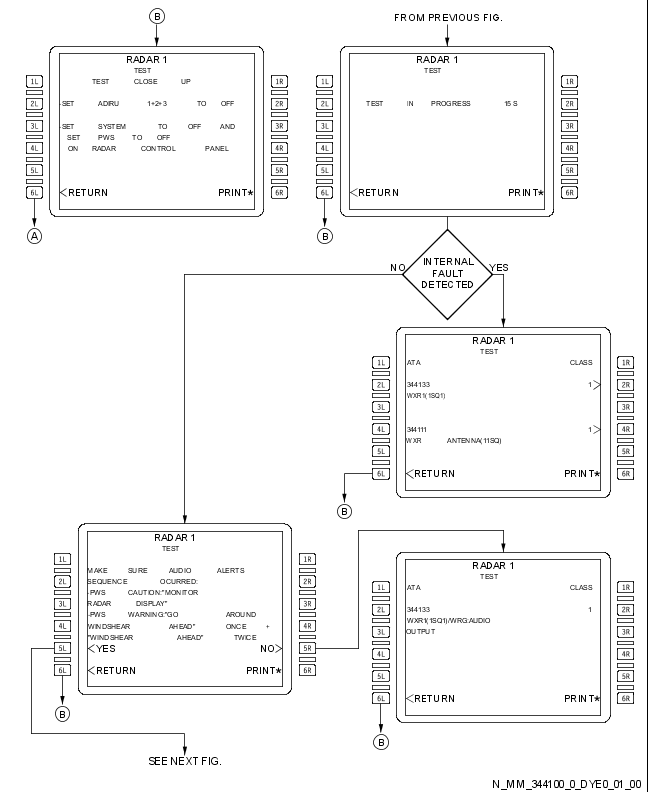 B
FROM PREVIOUS FIG.
RADAR 1
TEST
TEST CLOSE UP
-SET ADIRU 1+2+3 TO OFF
-SET SYSTEM TO OFF AND
SET PWS TO OFF
ON RADAR CONTROL PANEL
<RETURN PRINT*
1L
2L
3L
4L
5L
6L
1R
2R
3R
4R
5R
6R
A
RADAR 1
TEST
TEST IN PROGRESS 15 S
<RETURN PRINT*
1L
2L
3L
4L
5L
6L
1R
2R
3R
4R
5R
6R
B
INTERNAL
FAULT
DETECTED
NO
YES
RADAR 1
TEST
ATA CLASS
344133 1>
WXR1(1SQ1)
344111 1>
WXR ANTENNA(11SQ)
<RETURN PRINT*
1L
2L
3L
4L
5L
6L
1R
2R
3R
4R
5R
6R
B
RADAR 1
TEST
MAKE SURE AUDIO ALERTS
SEQUENCE OCURRED:
-PWS CAUTION:"MONITOR
RADAR DISPLAY"
-PWS WARNING:"GO AROUND
WINDSHEAR AHEAD" ONCE +
"WINDSHEAR AHEAD" TWICE
<YES NO>
<RETURN PRINT*
1L
2L
3L
4L
5L
6L
1R
2R
3R
4R
5R
6R
B
SEE NEXT FIG.
RADAR 1
TEST
ATA CLASS
344133 1
WXR1(1SQ1)/WRG:AUDIO
OUTPUT
<RETURN PRINT*
1L
2L
3L
4L
5L
6L
1R
2R
3R
4R
5R
6R
B
N_MM_344100_0_DYE0_01_00